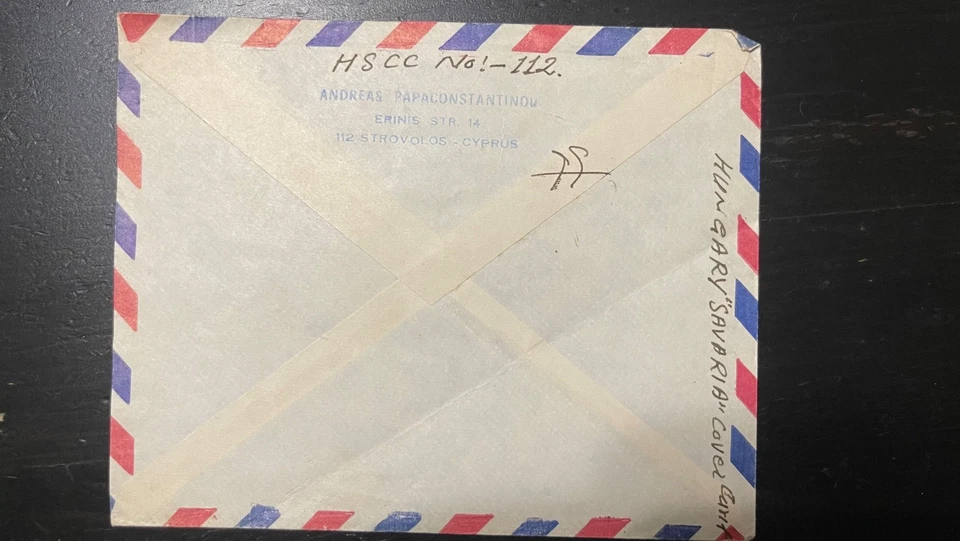 HSCC No:-112.
ANDREAS PAPACONSTANTINOU
ERINIS STR. 14
112 STROVOLOS - CYPRUS
HUNGARY "SAVARIA" Cover